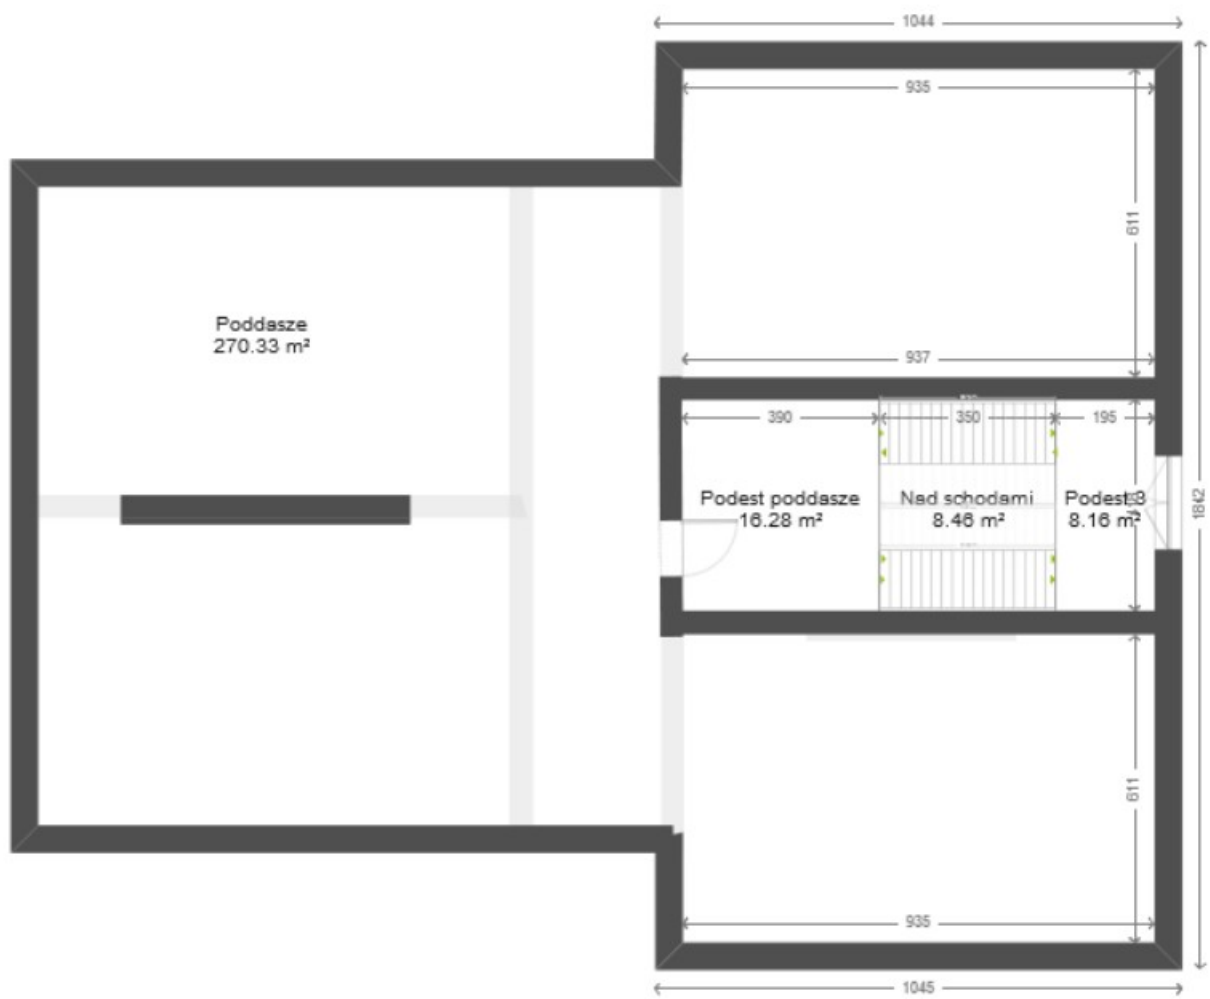 1044
935
611
Poddasze
270.33 m²
937
390
350
195
Podest poddasze
16.28 m²
Nad schodami
8.46 m²
Podest 3
8.16 m²
1842
611
935
1045